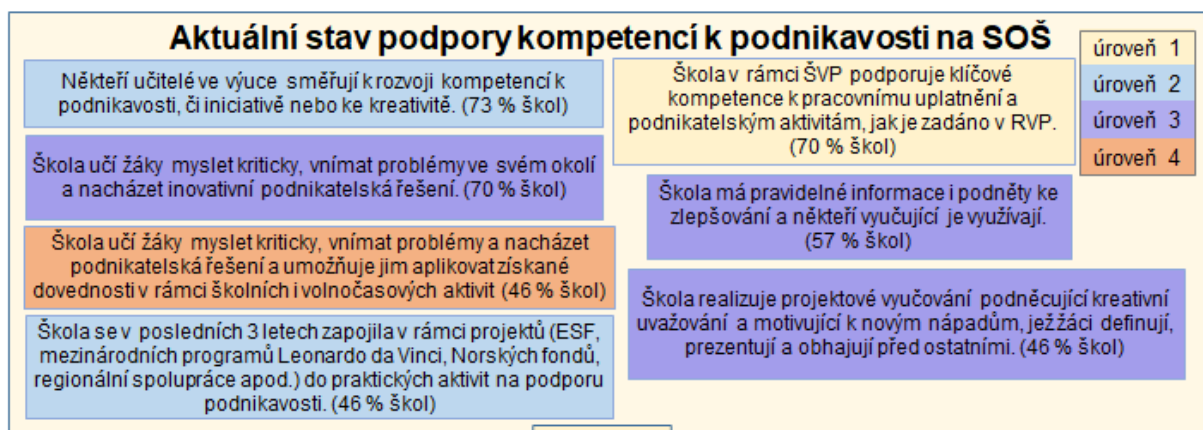 Aktuální stav podpory kompetencí k podnikavosti na SOŠ
úroveň 1
úroveň 2
úroveň 3
úroveň 4
Někteří učitelé ve výuce směřují k rozvoji kompetencí k
podnikavosti, či iniciativě nebo ke kreativitě. (73 % škol)
Škola v rámci ŠVP podporuje klíčové
kompetence k pracovnímu uplatnění a
podnikatelským aktivitám, jak je zadáno v RVP.
(70 % škol)
Škola učí žáky myslet kriticky, vnímat problémy ve svém okolí
a nacházet inovativní podnikatelská řešení. (70 % škol)
Škola má pravidelné informace i podněty ke
zlepšování a někteří vyučující je využívají.
(57 % škol)
Škola učí žáky myslet kriticky, vnímat problémy a nacházet
podnikatelská řešení a umožňuje jim aplikovat získané
dovednosti v rámci školních i volnočasových aktivit (46 % škol)
Škola realizuje projektové vyučování podněcující kreativní
uvažování a motivující k novým nápadům, jež žáci definují,
prezentují a obhajují před ostatními. (46 % škol)
Škola se v posledních 3 letech zapojila v rámci projektů (ESF,
mezinárodních programů Leonardo da Vinci, Norských fondů,
regionální spolupráce apod.) do praktických aktivit na podporu
podnikavosti. (46 % škol)